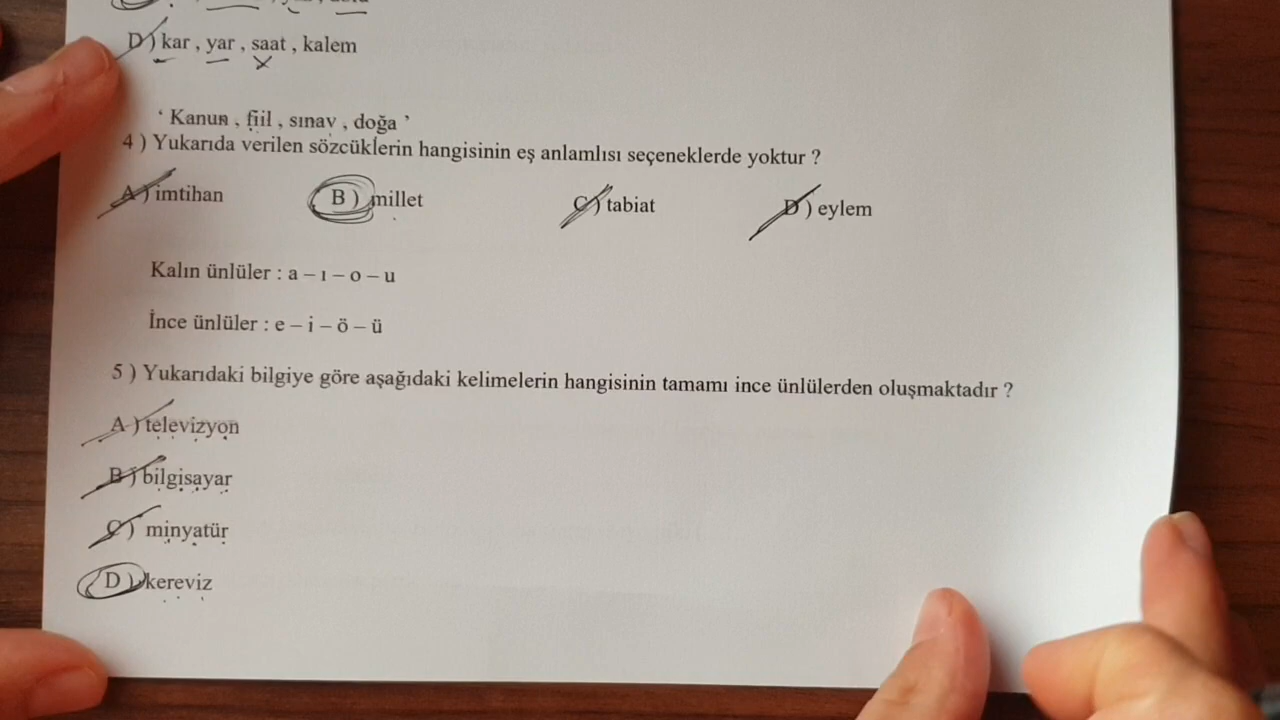 D ) kar , yar , saat , kalem
‘ Kanun , fiil , sınav , doğa ’
4 ) Yukarıda verilen sözcüklerin hangisinin eş anlamlısı seçeneklerde yoktur ?
A ) imtihan B ) millet C ) tabiat D ) eylem
Kalın ünlüler : a – ı – o – u
İnce ünlüler : e – i – ö – ü
5 ) Yukarıdaki bilgiye göre aşağıdaki kelimelerin hangisinin tamamı ince ünlülerden oluşmaktadır ?
A ) televizyon
B ) bilgisayar
C ) minyatür
D ) kereviz